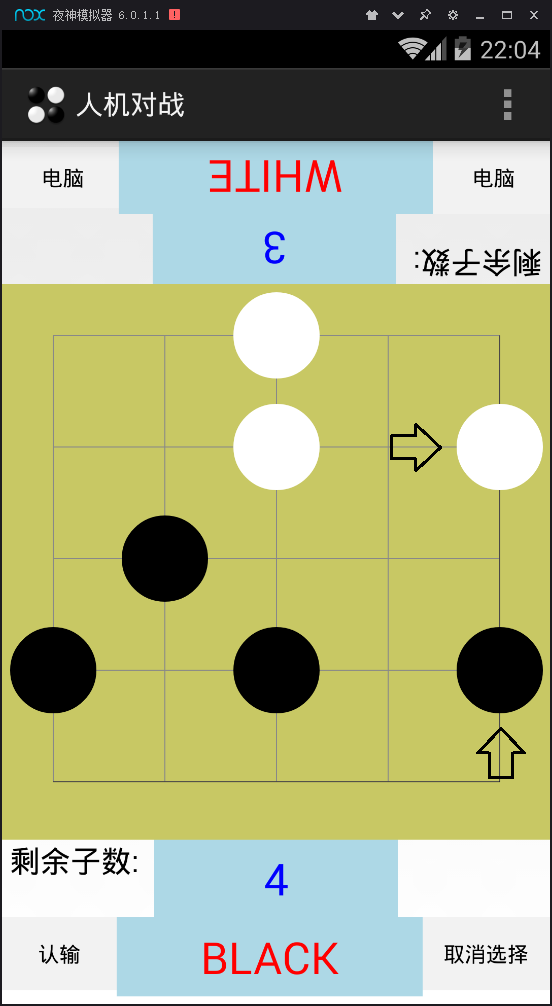 nox 夜神模拟器 6.0.1.1
22:04
人机对战
电脑 WHITE 电脑
3 剩余子数:
剩余子数: 4
认输 BLACK 取消选择